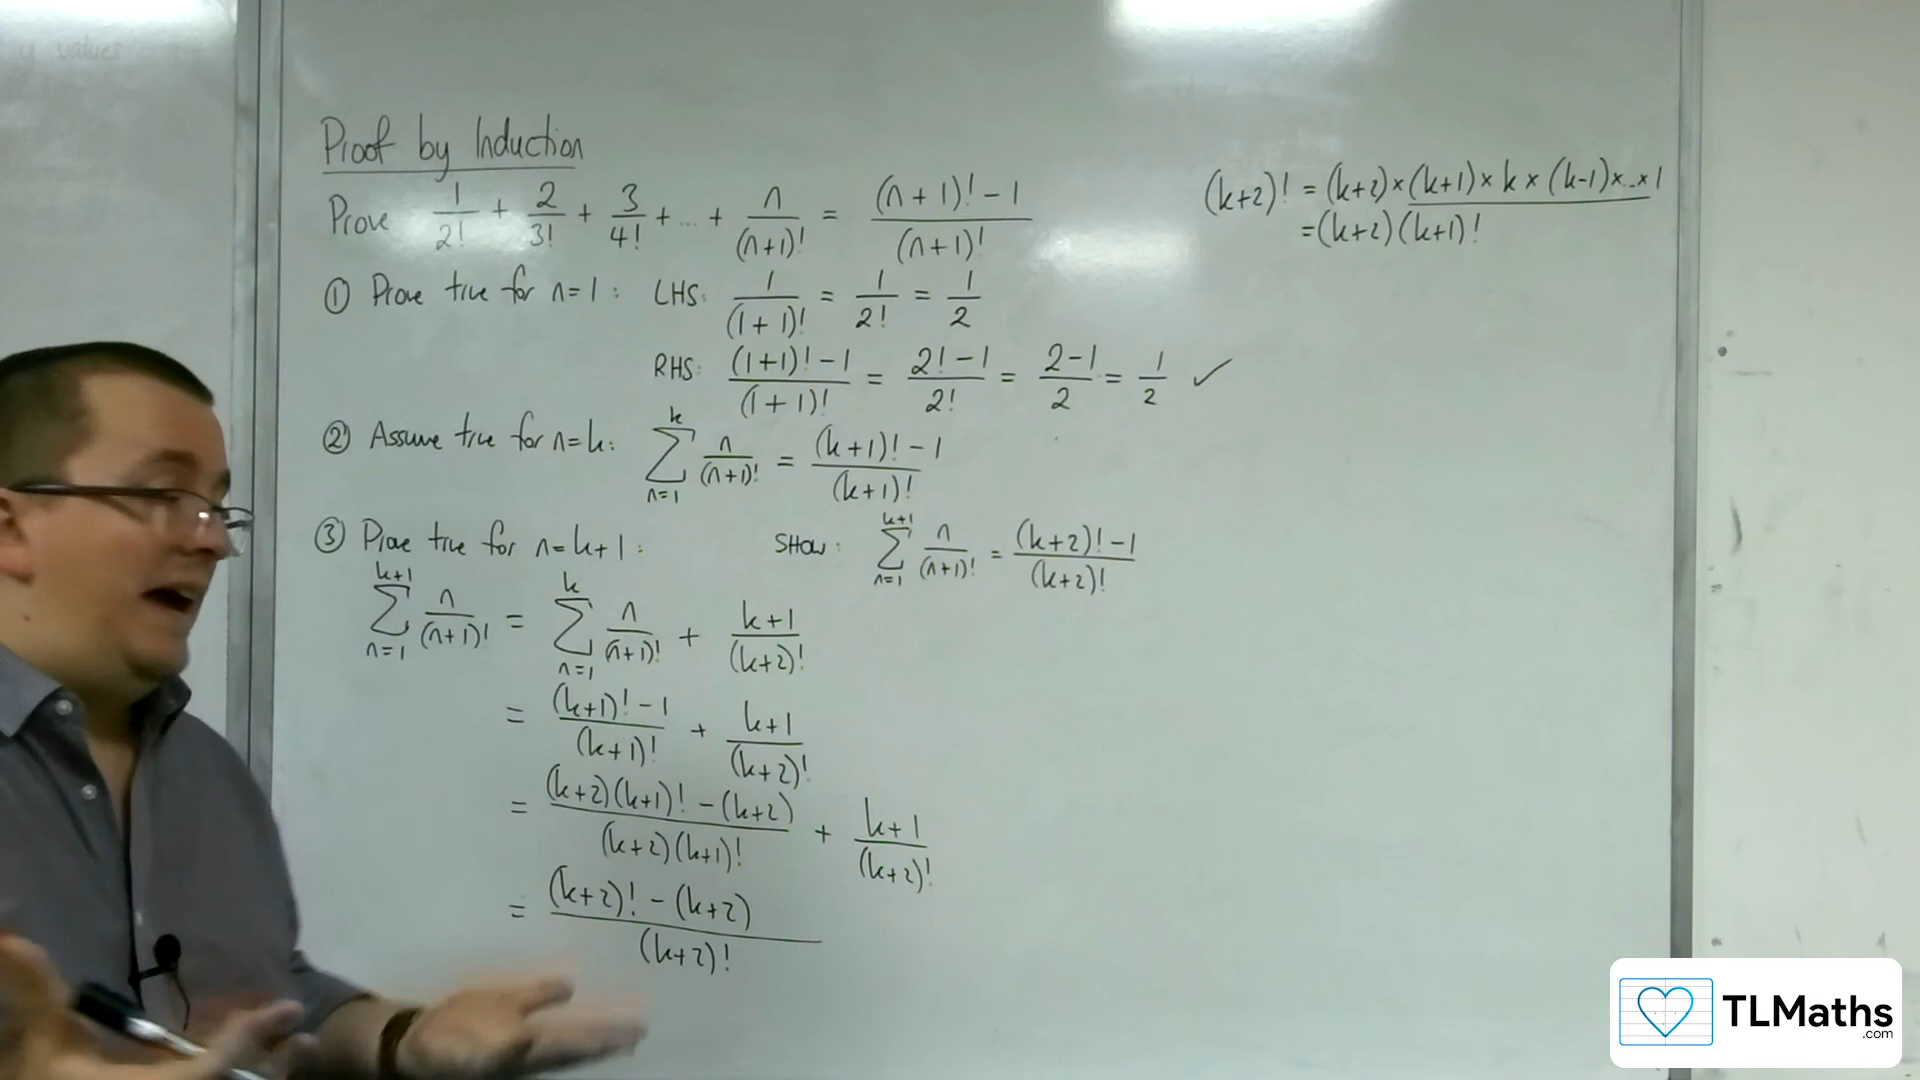 y values
Proof by Induction
Prove 1/2! + 2/3! + 3/4! + ... + n/(n+1)! = ((n+1)! - 1)/(n+1)!
(k+2)! = (k+2)×(k+1)×k×(k-1)×...×1
=(k+2)(k+1)!
① Prove true for n=1: LHS: 1/(1+1)! = 1/2! = 1/2
RHS: ((1+1)! - 1)/(1+1)! = (2! - 1)/2! = (2-1)/2 = 1/2 ✓
② Assume true for n=k: ∑_{n=1}^{k} n/(n+1)! = ((k+1)! - 1)/(k+1)!
③ Prove true for n=k+1: SHOW: ∑_{n=1}^{k+1} n/(n+1)! = ((k+2)! - 1)/(k+2)!
∑_{n=1}^{k+1} n/(n+1)! = ∑_{n=1}^{k} n/(n+1)! + (k+1)/(k+2)!
= ((k+1)! - 1)/(k+1)! + (k+1)/(k+2)!
= ((k+2)(k+1)! - (k+2))/((k+2)(k+1)!) + (k+1)/(k+2)!
= ((k+2)! - (k+2))/(k+2)!
TLMaths
.com